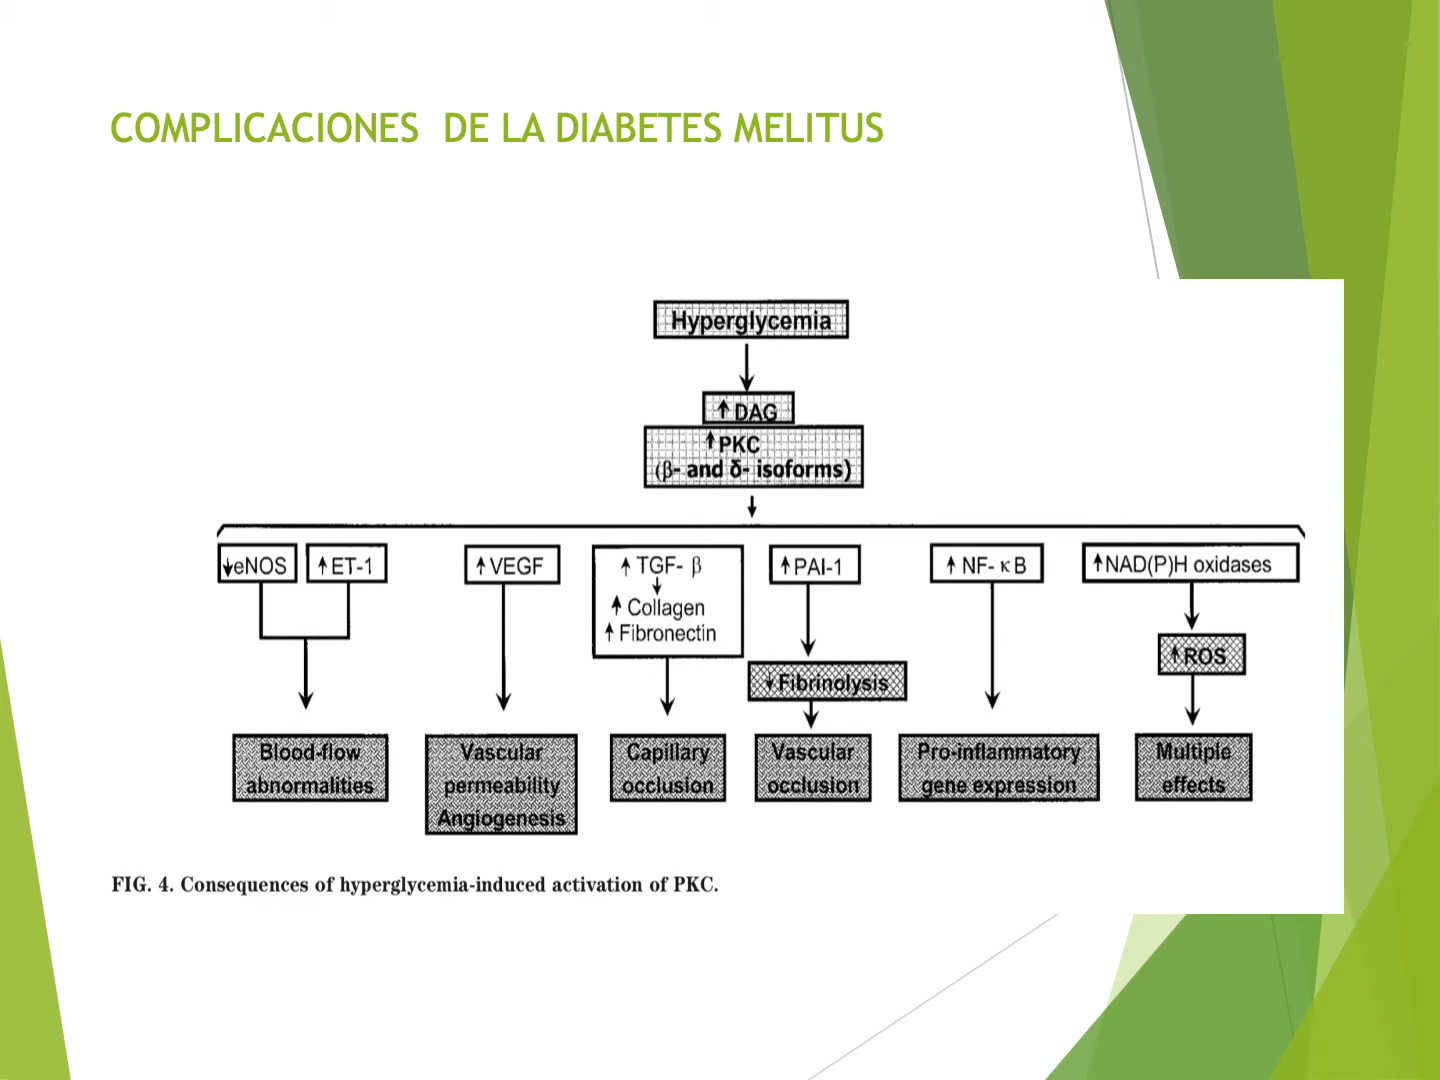 COMPLICACIONES DE LA DIABETES MELITUS
Hyperglycemia
↑ DAG
↑ PKC
(β- and δ- isoforms)
↓eNOS
↑ ET-1
↑ VEGF
↑ TGF- β
↓
↑ Collagen
↑ Fibronectin
↑ PAI-1
↑ NF- κB
↑NAD(P)H oxidases
↓ Fibrinolysis
↑ROS
Blood-flow
abnormalities
Vascular
permeability
Angiogenesis
Capillary
occlusion
Vascular
occlusion
Pro-inflammatory
gene expression
Multiple
effects
FIG. 4. Consequences of hyperglycemia-induced activation of PKC.